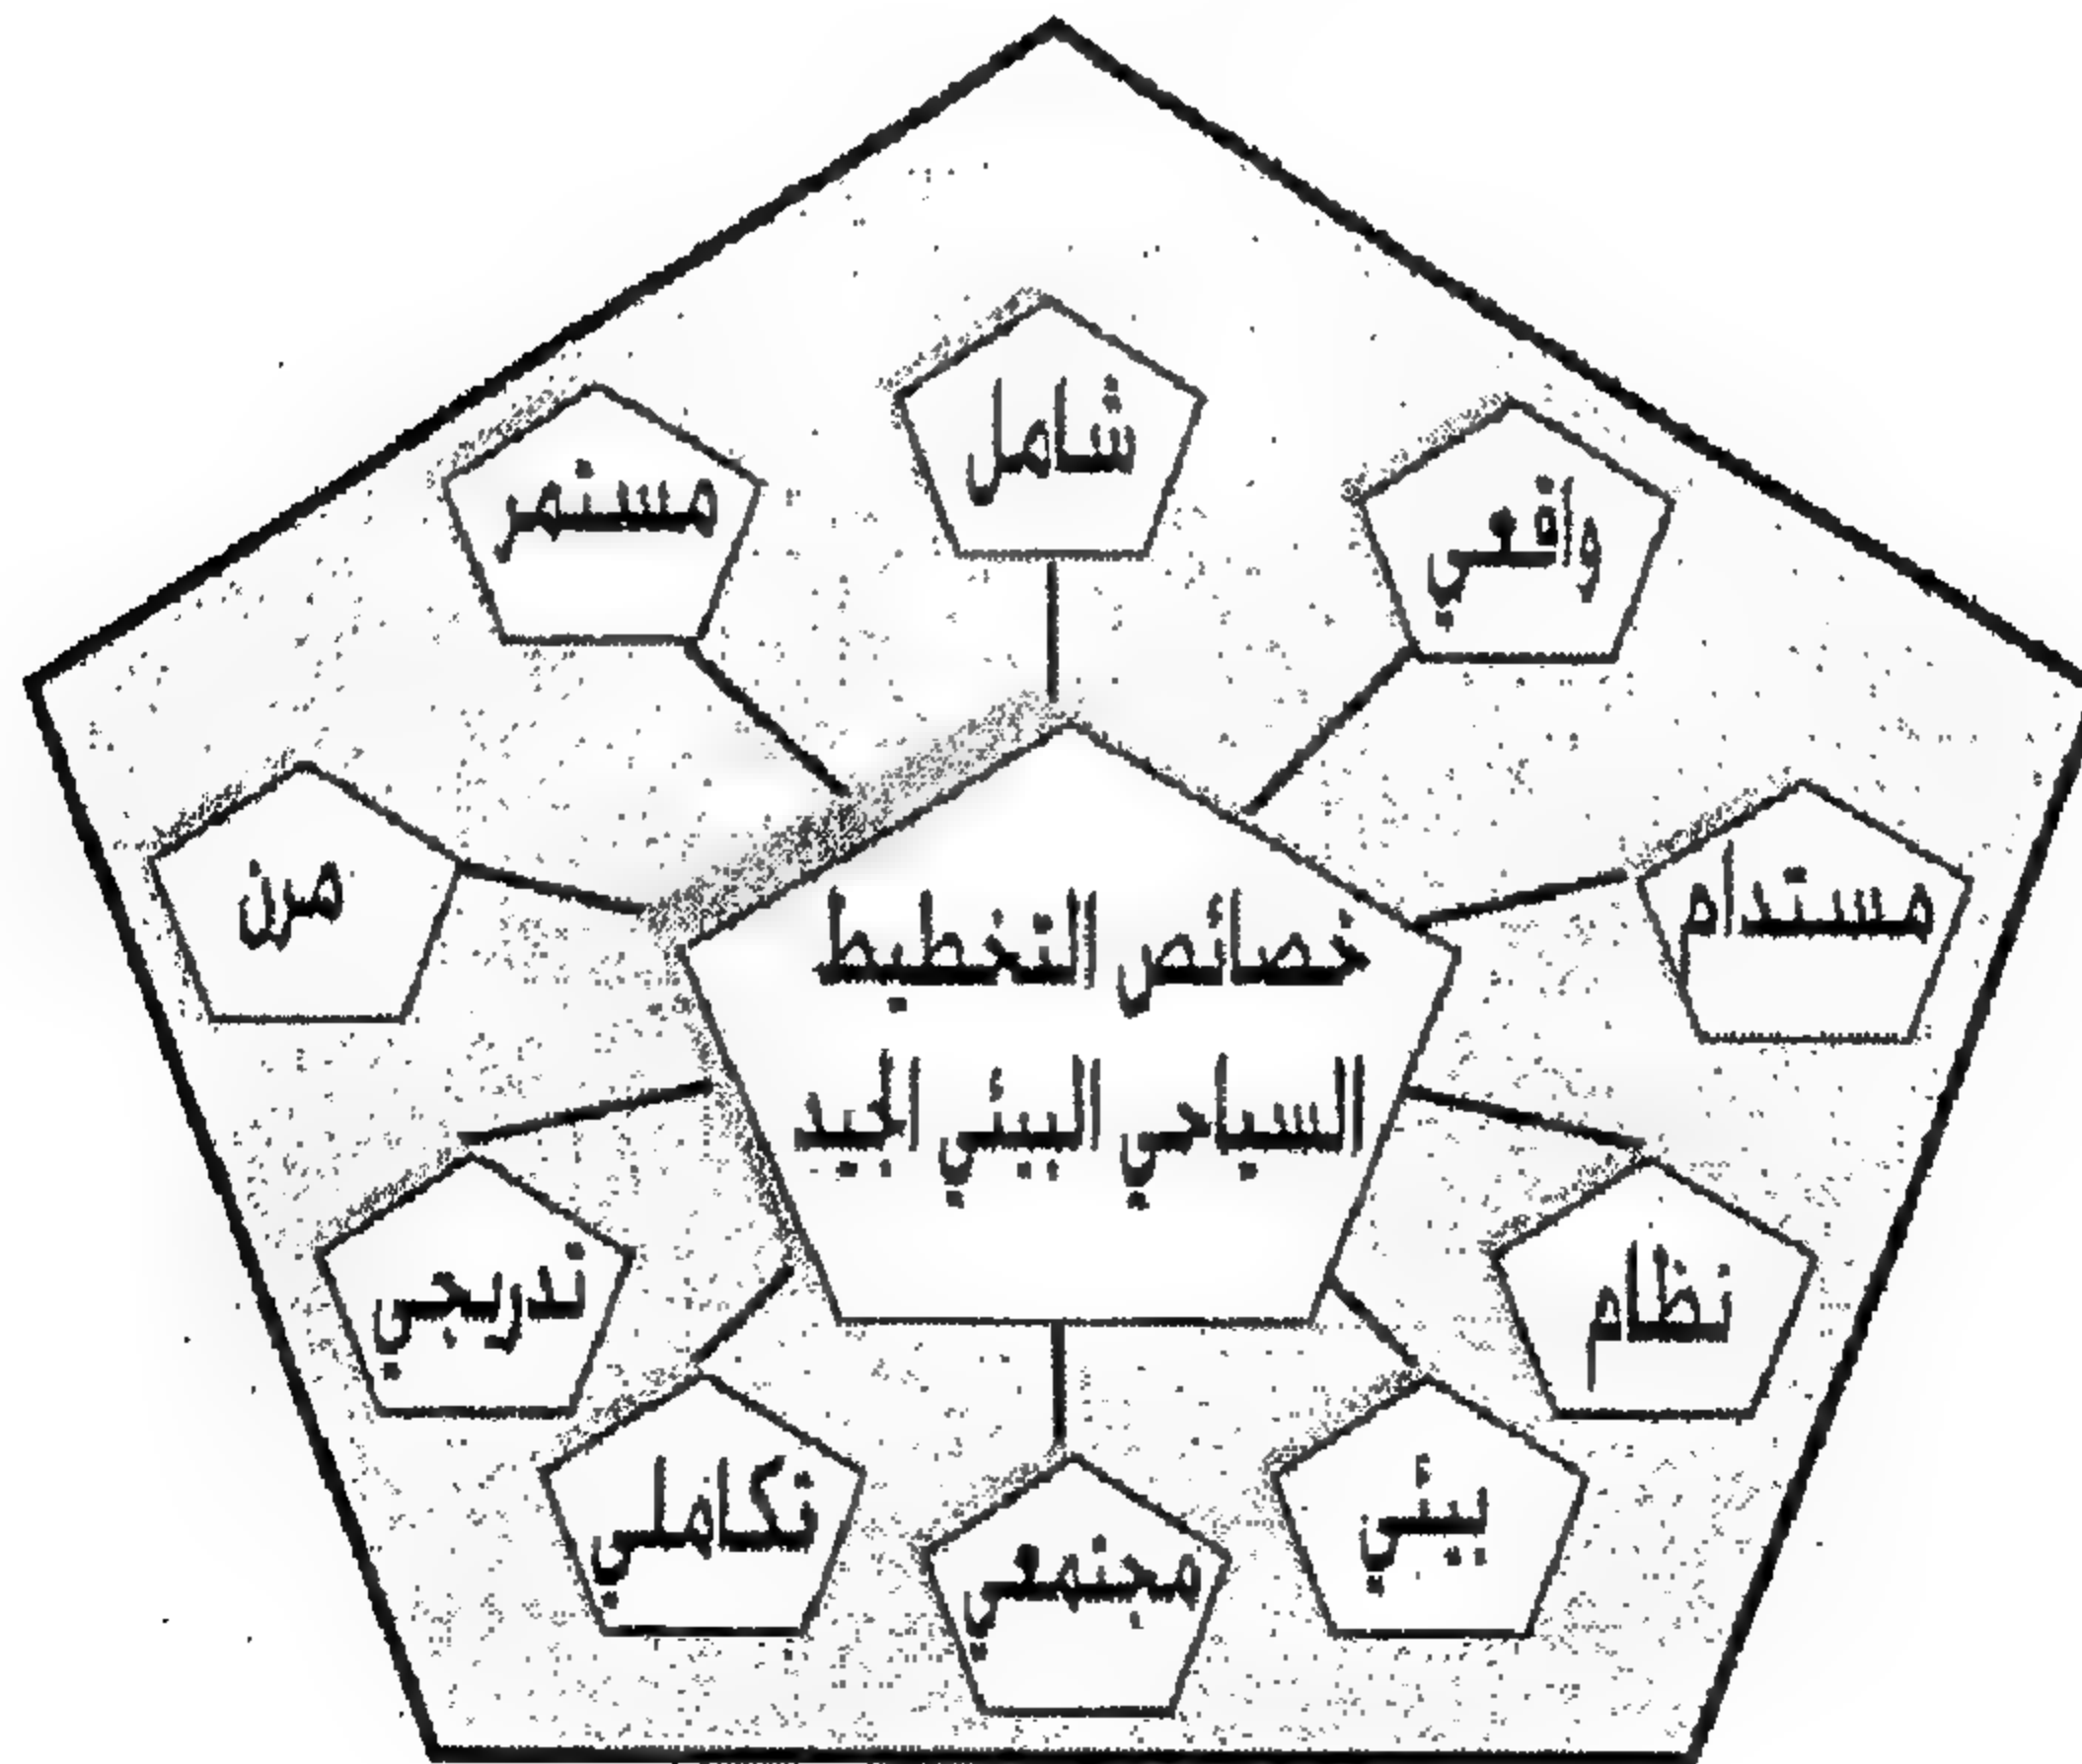 شامل
مستمر
واقعي
مرن
مستدام
خصائص التخطيط
السياحي البيئي الجيد
تدريجي
نظام
تكاملي
بيئي
مجتمعي